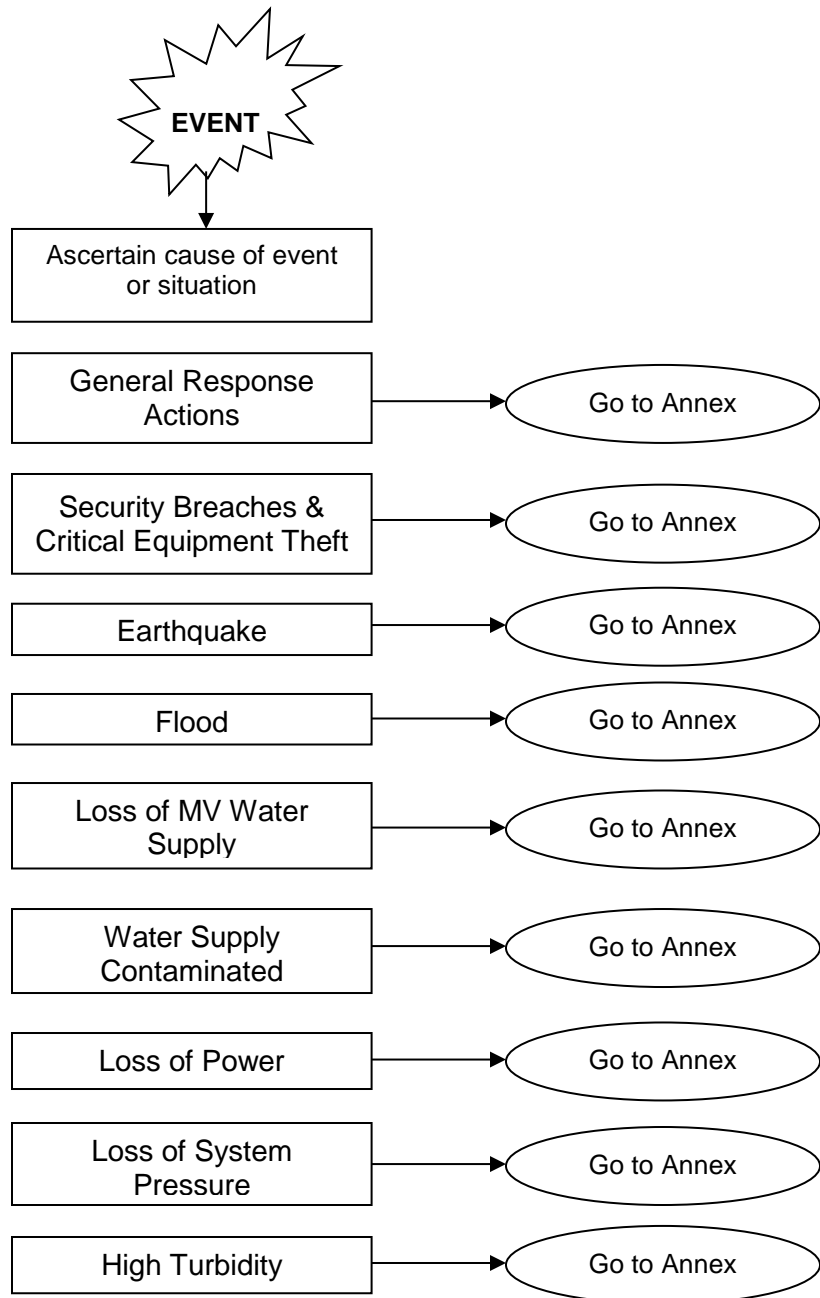 EVENT
Ascertain cause of event
or situation
General Response
Actions
Go to Annex
Security Breaches &
Critical Equipment Theft
Go to Annex
Earthquake
Go to Annex
Flood
Go to Annex
Loss of MV Water
Supply
Go to Annex
Water Supply
Contaminated
Go to Annex
Loss of Power
Go to Annex
Loss of System
Pressure
Go to Annex
High Turbidity
Go to Annex